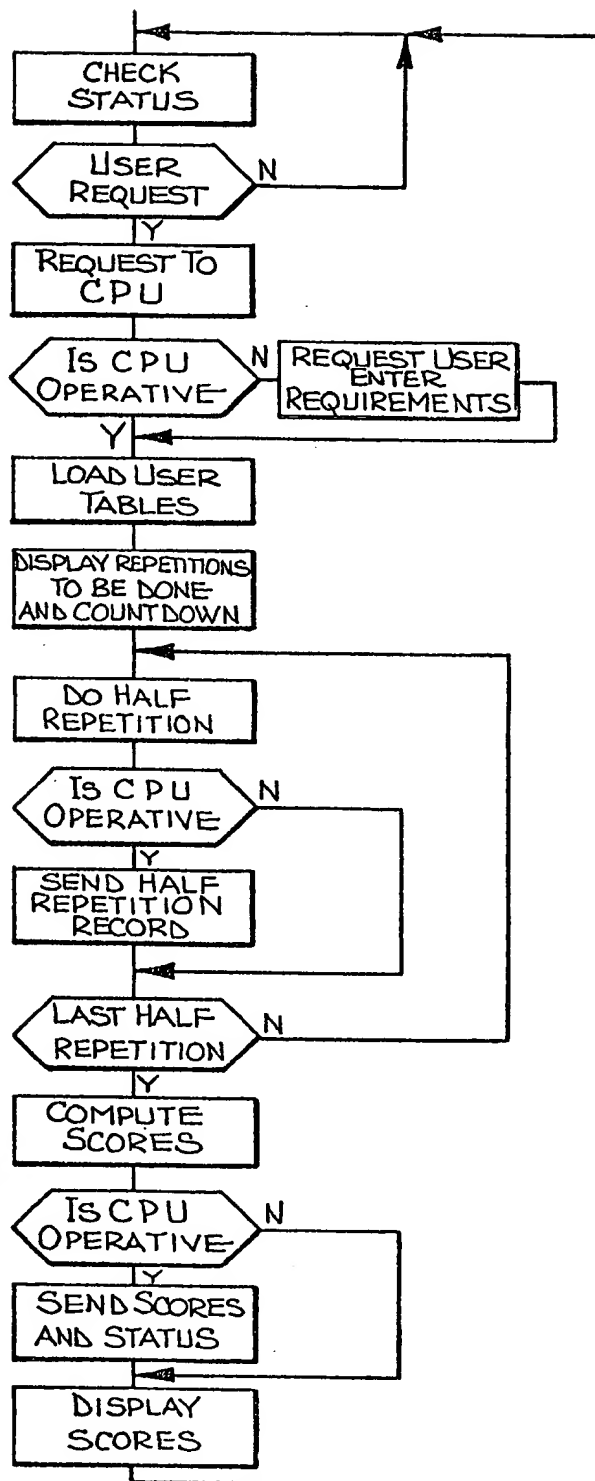 CHECK
STATUS
USER
REQUEST
N
Y
REQUEST TO
CPU
IS CPU
OPERATIVE
N
REQUEST USER
ENTER
REQUIREMENTS
Y
LOAD USER
TABLES
DISPLAY REPETITIONS
TO BE DONE
AND COUNTDOWN
DO HALF
REPETITION
IS CPU
OPERATIVE
N
Y
SEND HALF
REPETITION
RECORD
LAST HALF
REPETITION
N
Y
COMPUTE
SCORES
IS CPU
OPERATIVE
N
Y
SEND SCORES
AND STATUS
DISPLAY
SCORES